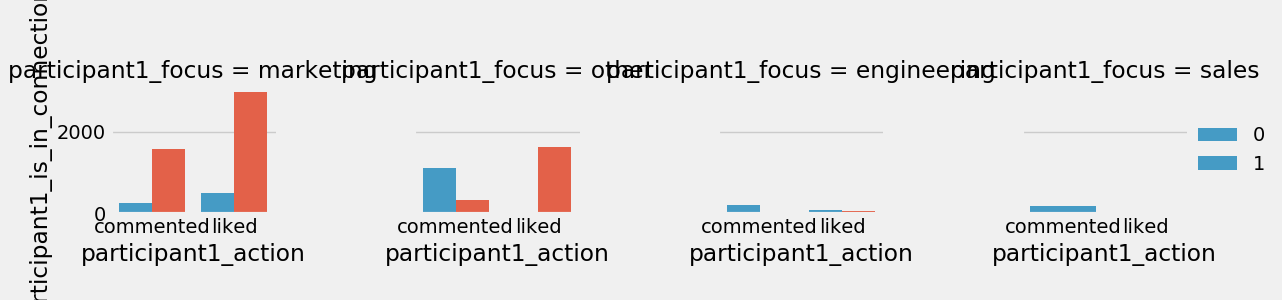 participant1_focus = marketing
participant1_focus = other
participant1_focus = engineering
participant1_focus = sales
rticipant1_is_in_connection
2000
0
commented liked
commented liked
commented liked
commented liked
participant1_action
participant1_action
participant1_action
participant1_action
0
1